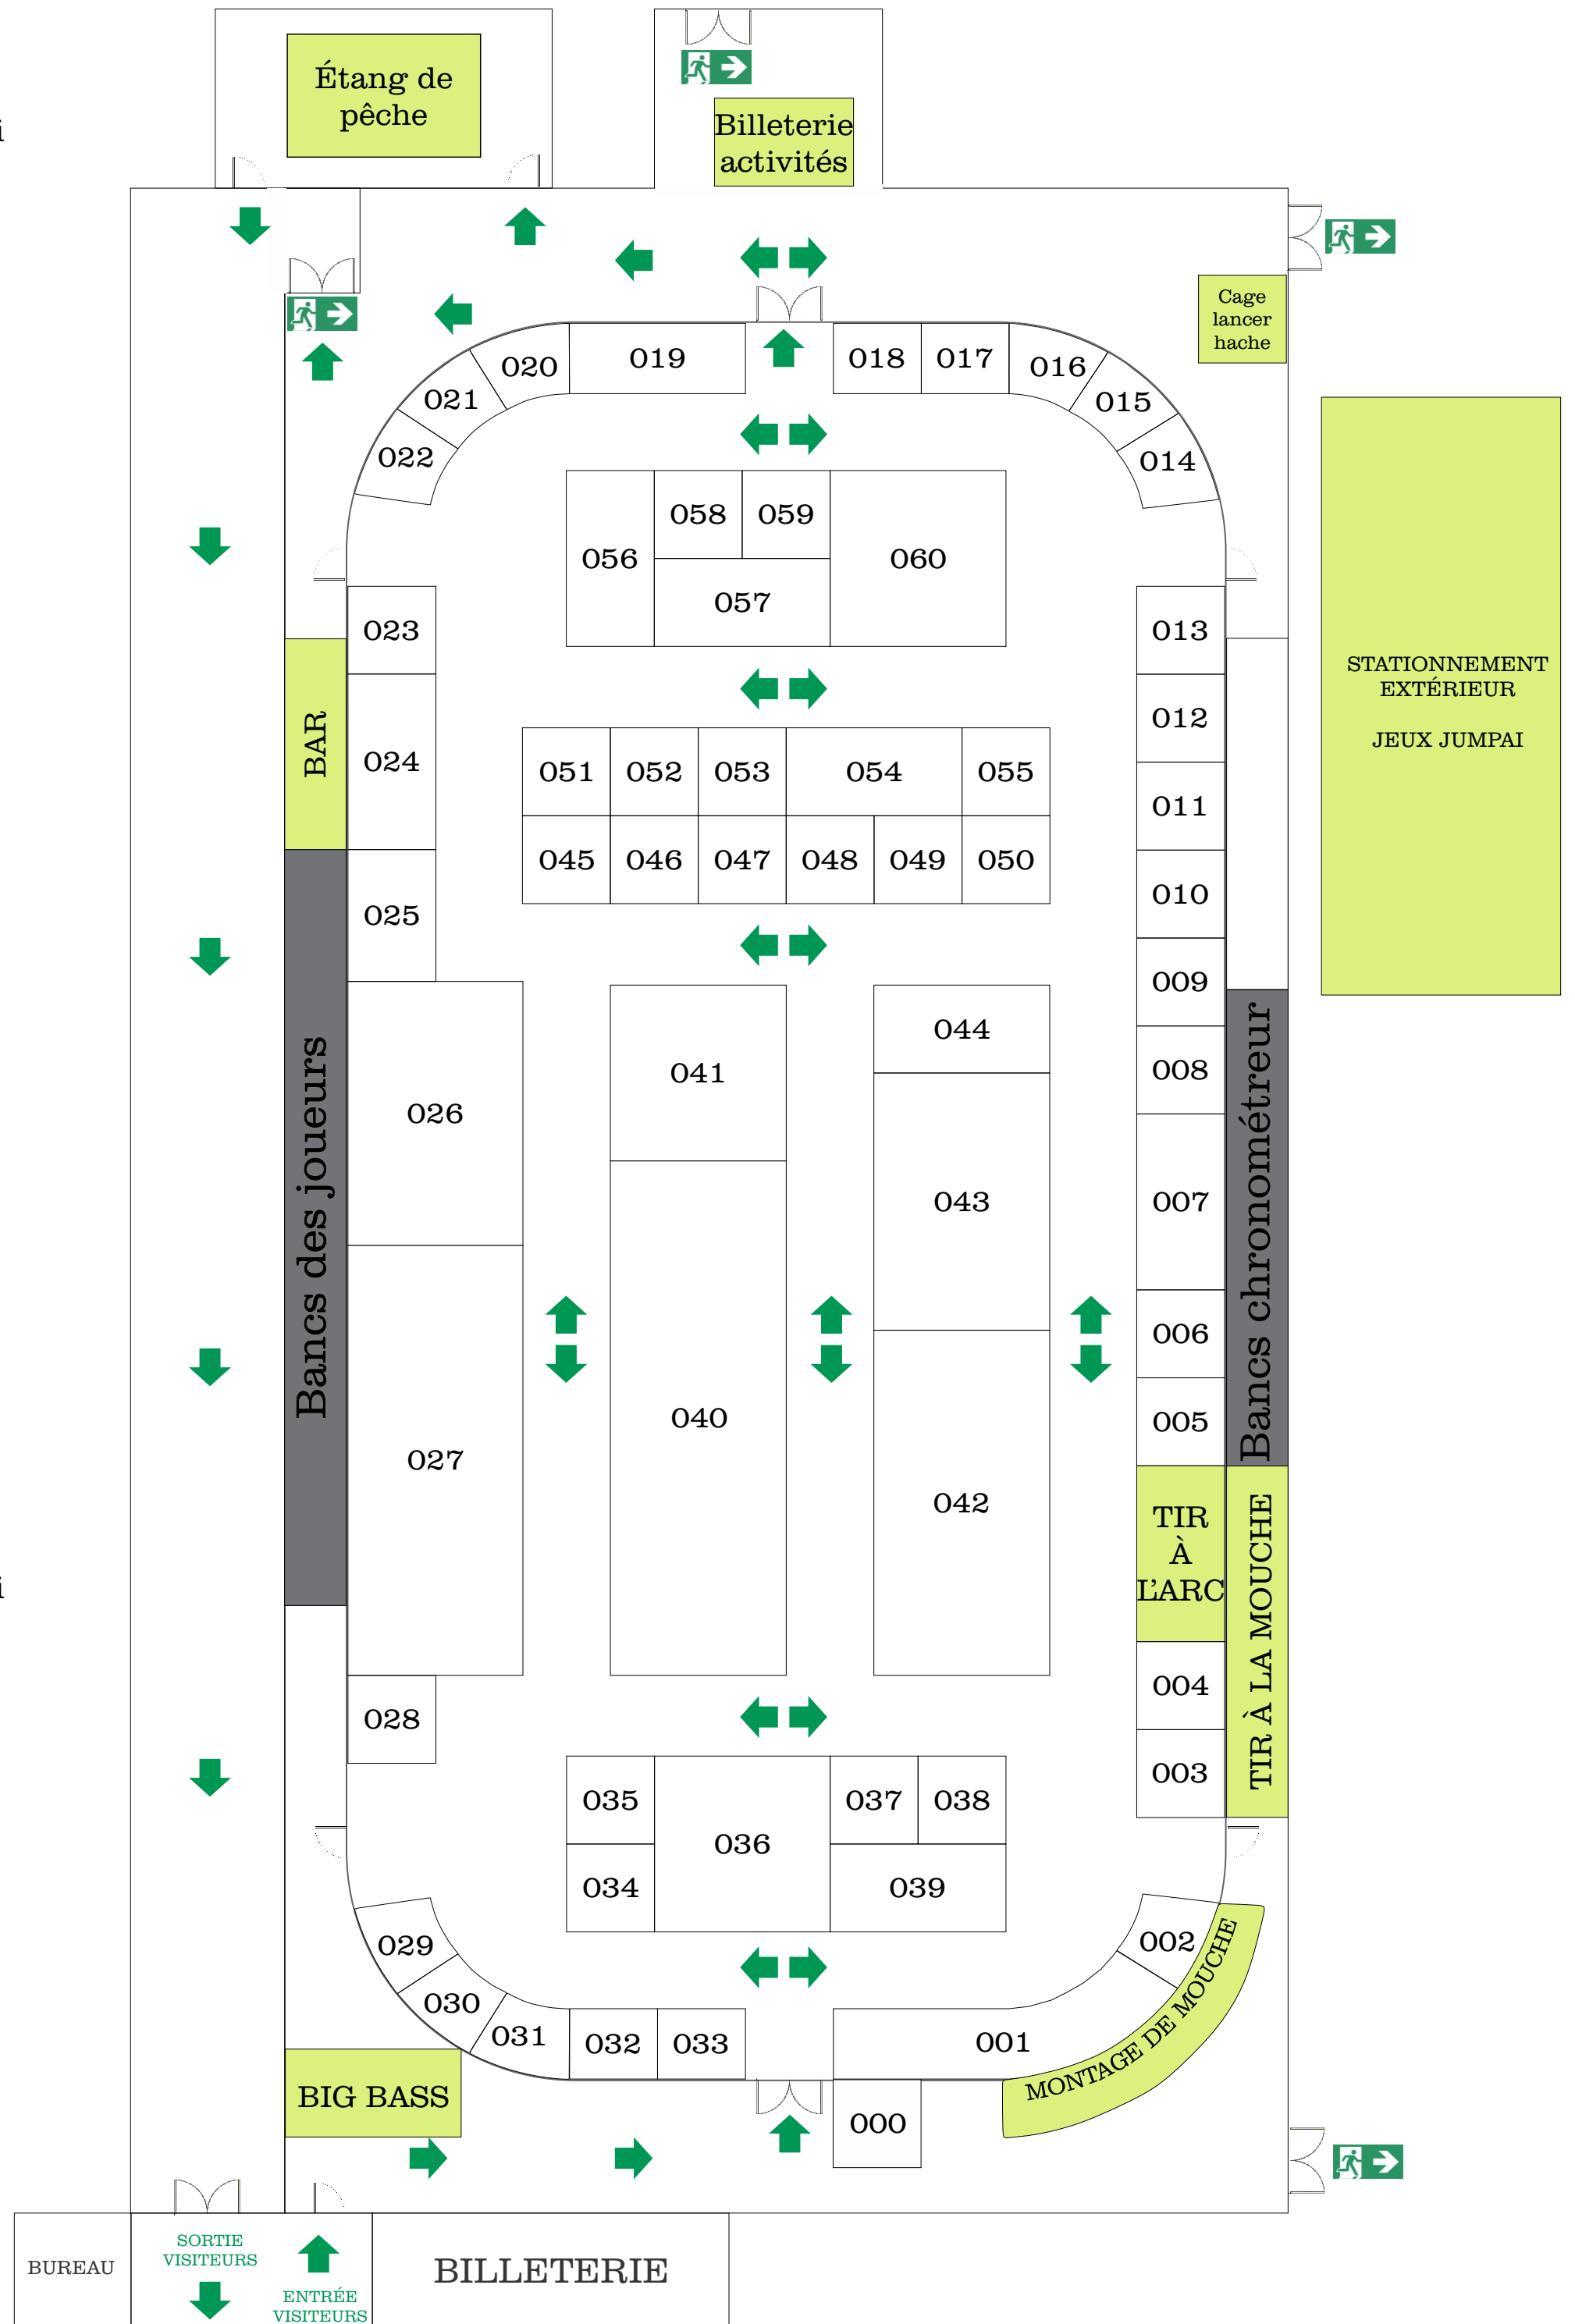 Étang de
pêche
i
Billeterie
activités
Cage
lancer
hache
020
019
018
017
016
021
015
022
014
058
059
056
060
057
023
013
STATIONNEMENT
EXTÉRIEUR
JEUX JUMPAI
BAR
024
012
051
052
053
054
055
011
045
046
047
048
049
050
025
010
009
044
008
041
026
Bancs des joueurs
Bancs chronométreur
043
007
006
040
005
027
042
TIR
À
L'ARC
TIR À LA MOUCHE
i
004
028
003
035
037
038
036
034
039
029
002
030
031
032
033
001
MONTAGE DE MOUCHE
BIG BASS
000
BUREAU
SORTIE
VISITEURS
ENTRÉE
VISITEURS
BILLETERIE